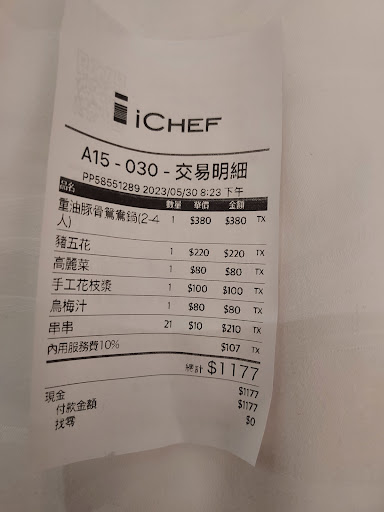 iCHEF
A15 - 030 - 交易明細
PP58551289 2023/05/30 8:23 下午
品名 數量 單價 金額
重油豚骨鴛鴦鍋(2-4 1 $380 $380 TX
人)
豬五花 1 $220 $220 TX
高麗菜 1 $80 $80 TX
手工花枝漿 1 $100 $100 TX
烏梅汁 1 $80 $80 TX
串串 21 $10 $210 TX
內用服務費10% $107 TX
總計 $1177
現金 $1177
付款金額 $1177
找零 $0